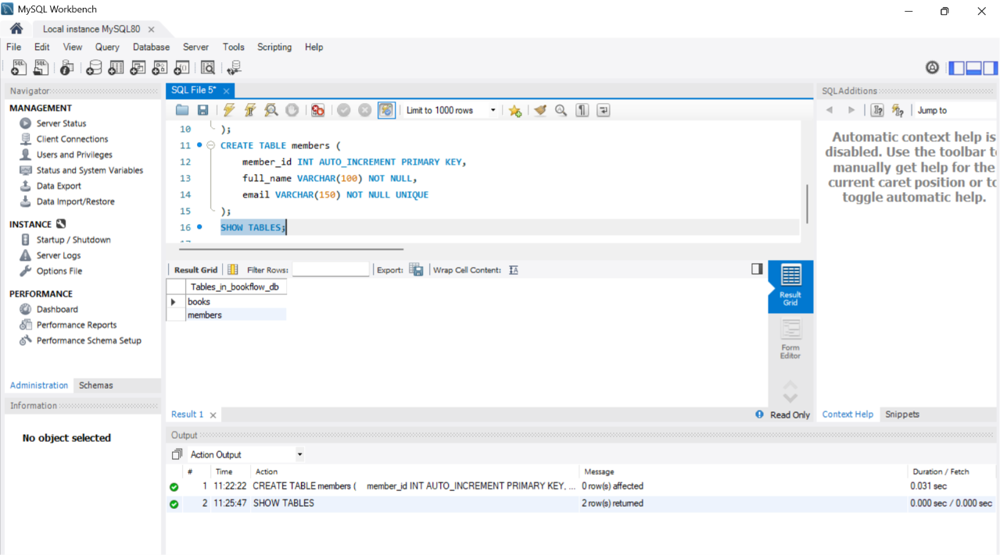 MySQL Workbench
Local instance MySQL80
File Edit View Query Database Server Tools Scripting Help
Navigator
MANAGEMENT
Server Status
Client Connections
Users and Privileges
Status and System Variables
Data Export
Data Import/Restore
INSTANCE
Startup / Shutdown
Server Logs
Options File
PERFORMANCE
Dashboard
Performance Reports
Performance Schema Setup
Administration Schemas
Information
No object selected
SQL File 5*
Limit to 1000 rows
10 );
11 CREATE TABLE members (
12 member_id INT AUTO_INCREMENT PRIMARY KEY,
13 full_name VARCHAR(100) NOT NULL,
14 email VARCHAR(150) NOT NULL UNIQUE
15 );
16 SHOW TABLES;
Result Grid Filter Rows: Export: Wrap Cell Content:
Tables_in_bookflow_db
books
members
Result
Grid
Form
Editor
Result 1 Read Only
SQLAdditions
Jump to
Automatic context help is
disabled. Use the toolbar
manually get help for the
current caret position or
toggle automatic help.
Context Help Snippets
Output
Action Output
# Time Action Message Duration / Fetch
1 11:22:22 CREATE TABLE members ( member_id INT AUTO_INCREMENT PRIMARY KEY, ... 0 row(s) affected 0.031 sec
2 11:25:47 SHOW TABLES 2 row(s) returned 0.000 sec / 0.000 sec